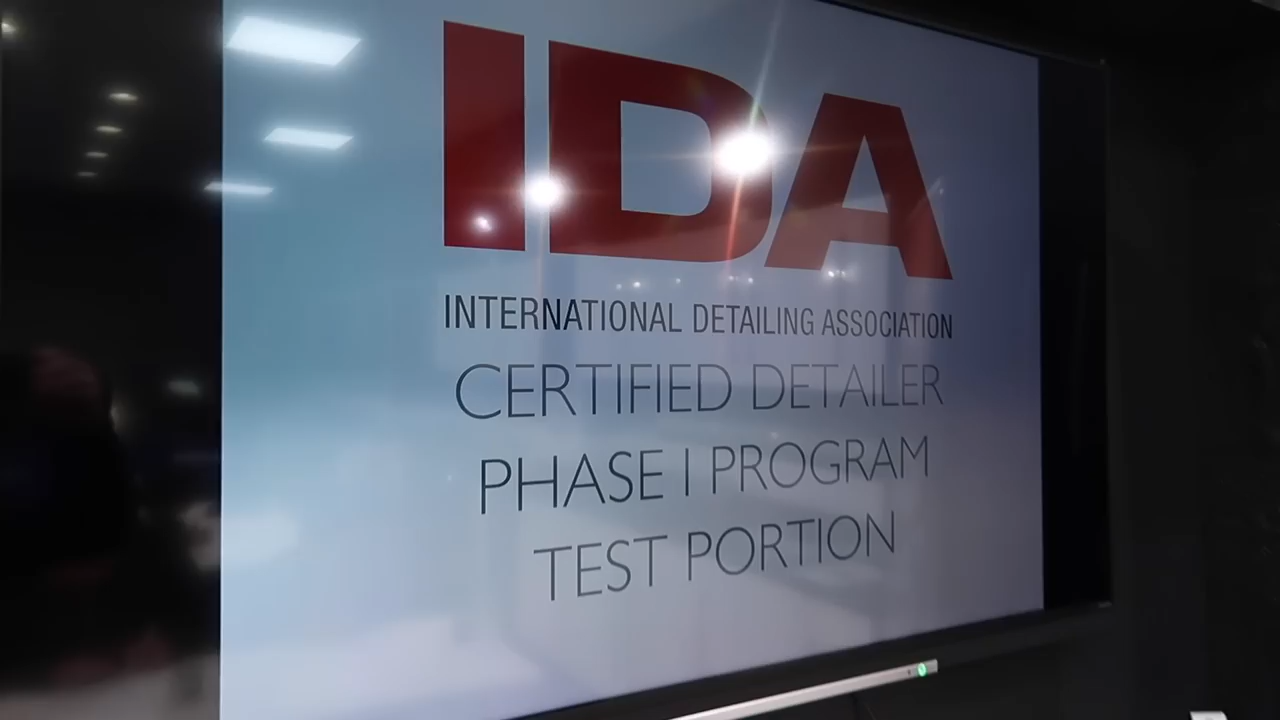 IDA
INTERNATIONAL DETAILING ASSOCIATION
CERTIFIED DETAILER
PHASE I PROGRAM
TEST PORTION